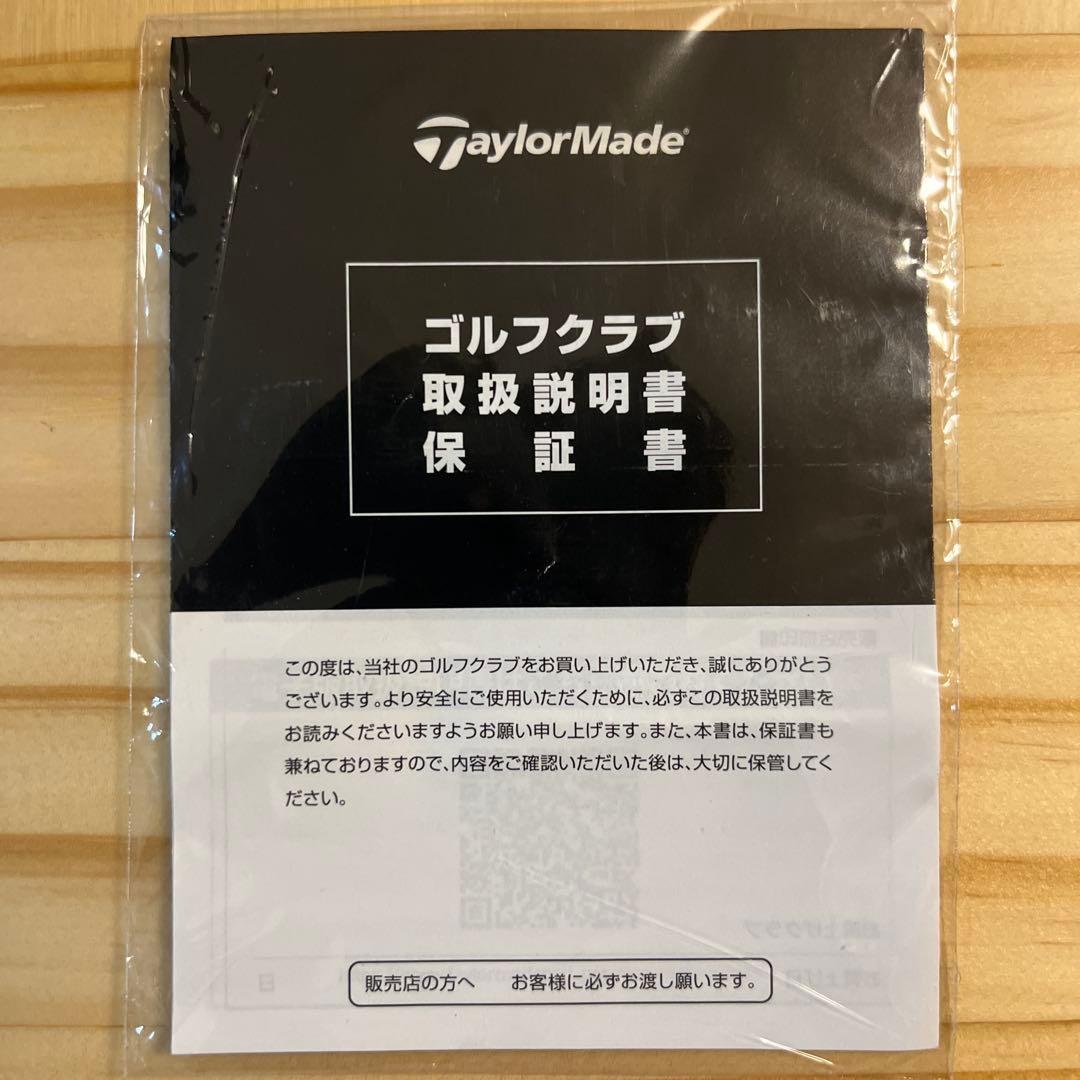 TaylorMade®
ゴルフクラブ
取扱説明書
保証書
この度は、当社のゴルフクラブをお買い上げいただき、誠にありがとう
ございます。より安全にご使用いただくために、必ずこの取扱説明書を
お読みくださいますようお願い申し上げます。また、本書は、保証書も
兼ねておりますので、内容をご確認いただいた後は、大切に保管してく
ださい。
販売店の方へ お客様に必ずお渡し願います。